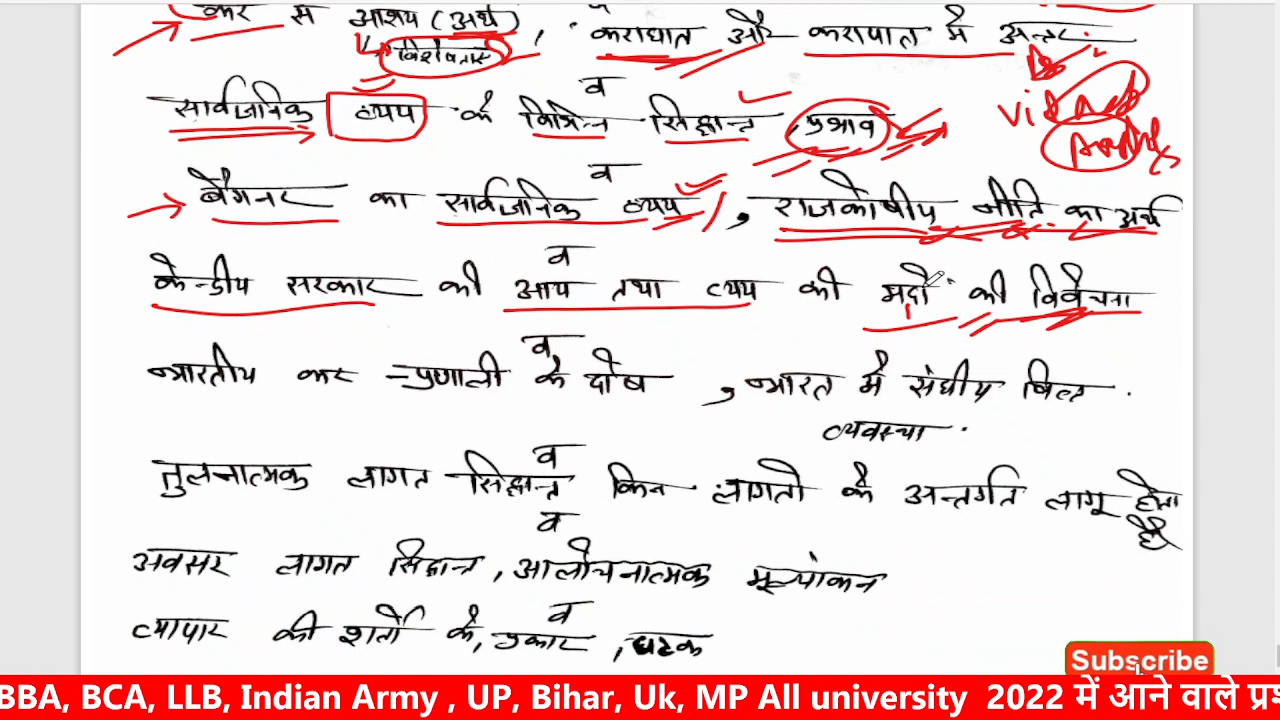 कर से आशय (अर्थ), कराघात और करापात में अन्तर
विशेषताएं
व
सार्वजनिक व्यय के विभिन्न सिद्धान्त, प्रभाव
Video
व
वैगनर का सार्वजनिक व्यय, राजकोषीय नीति का अर्थ
व
केन्द्रीय सरकार की आय तथा व्यय की मदों की विवेचना
व
भारतीय कर प्रणाली के दोष, भारत में संघीय वित्त
व्यवस्था
व
तुलनात्मक लागत सिद्धान्त किन लागतो के अन्तर्गत लागू होता
है
व
अवसर लागत सिद्धान्त, आलोचनात्मक मूल्यांकन
व
व्यापार की शर्तो के, प्रकार, घटक
Subscribe
BBA, BCA, LLB, Indian Army , UP, Bihar, Uk, MP All university 2022 में आने वाले प्रश